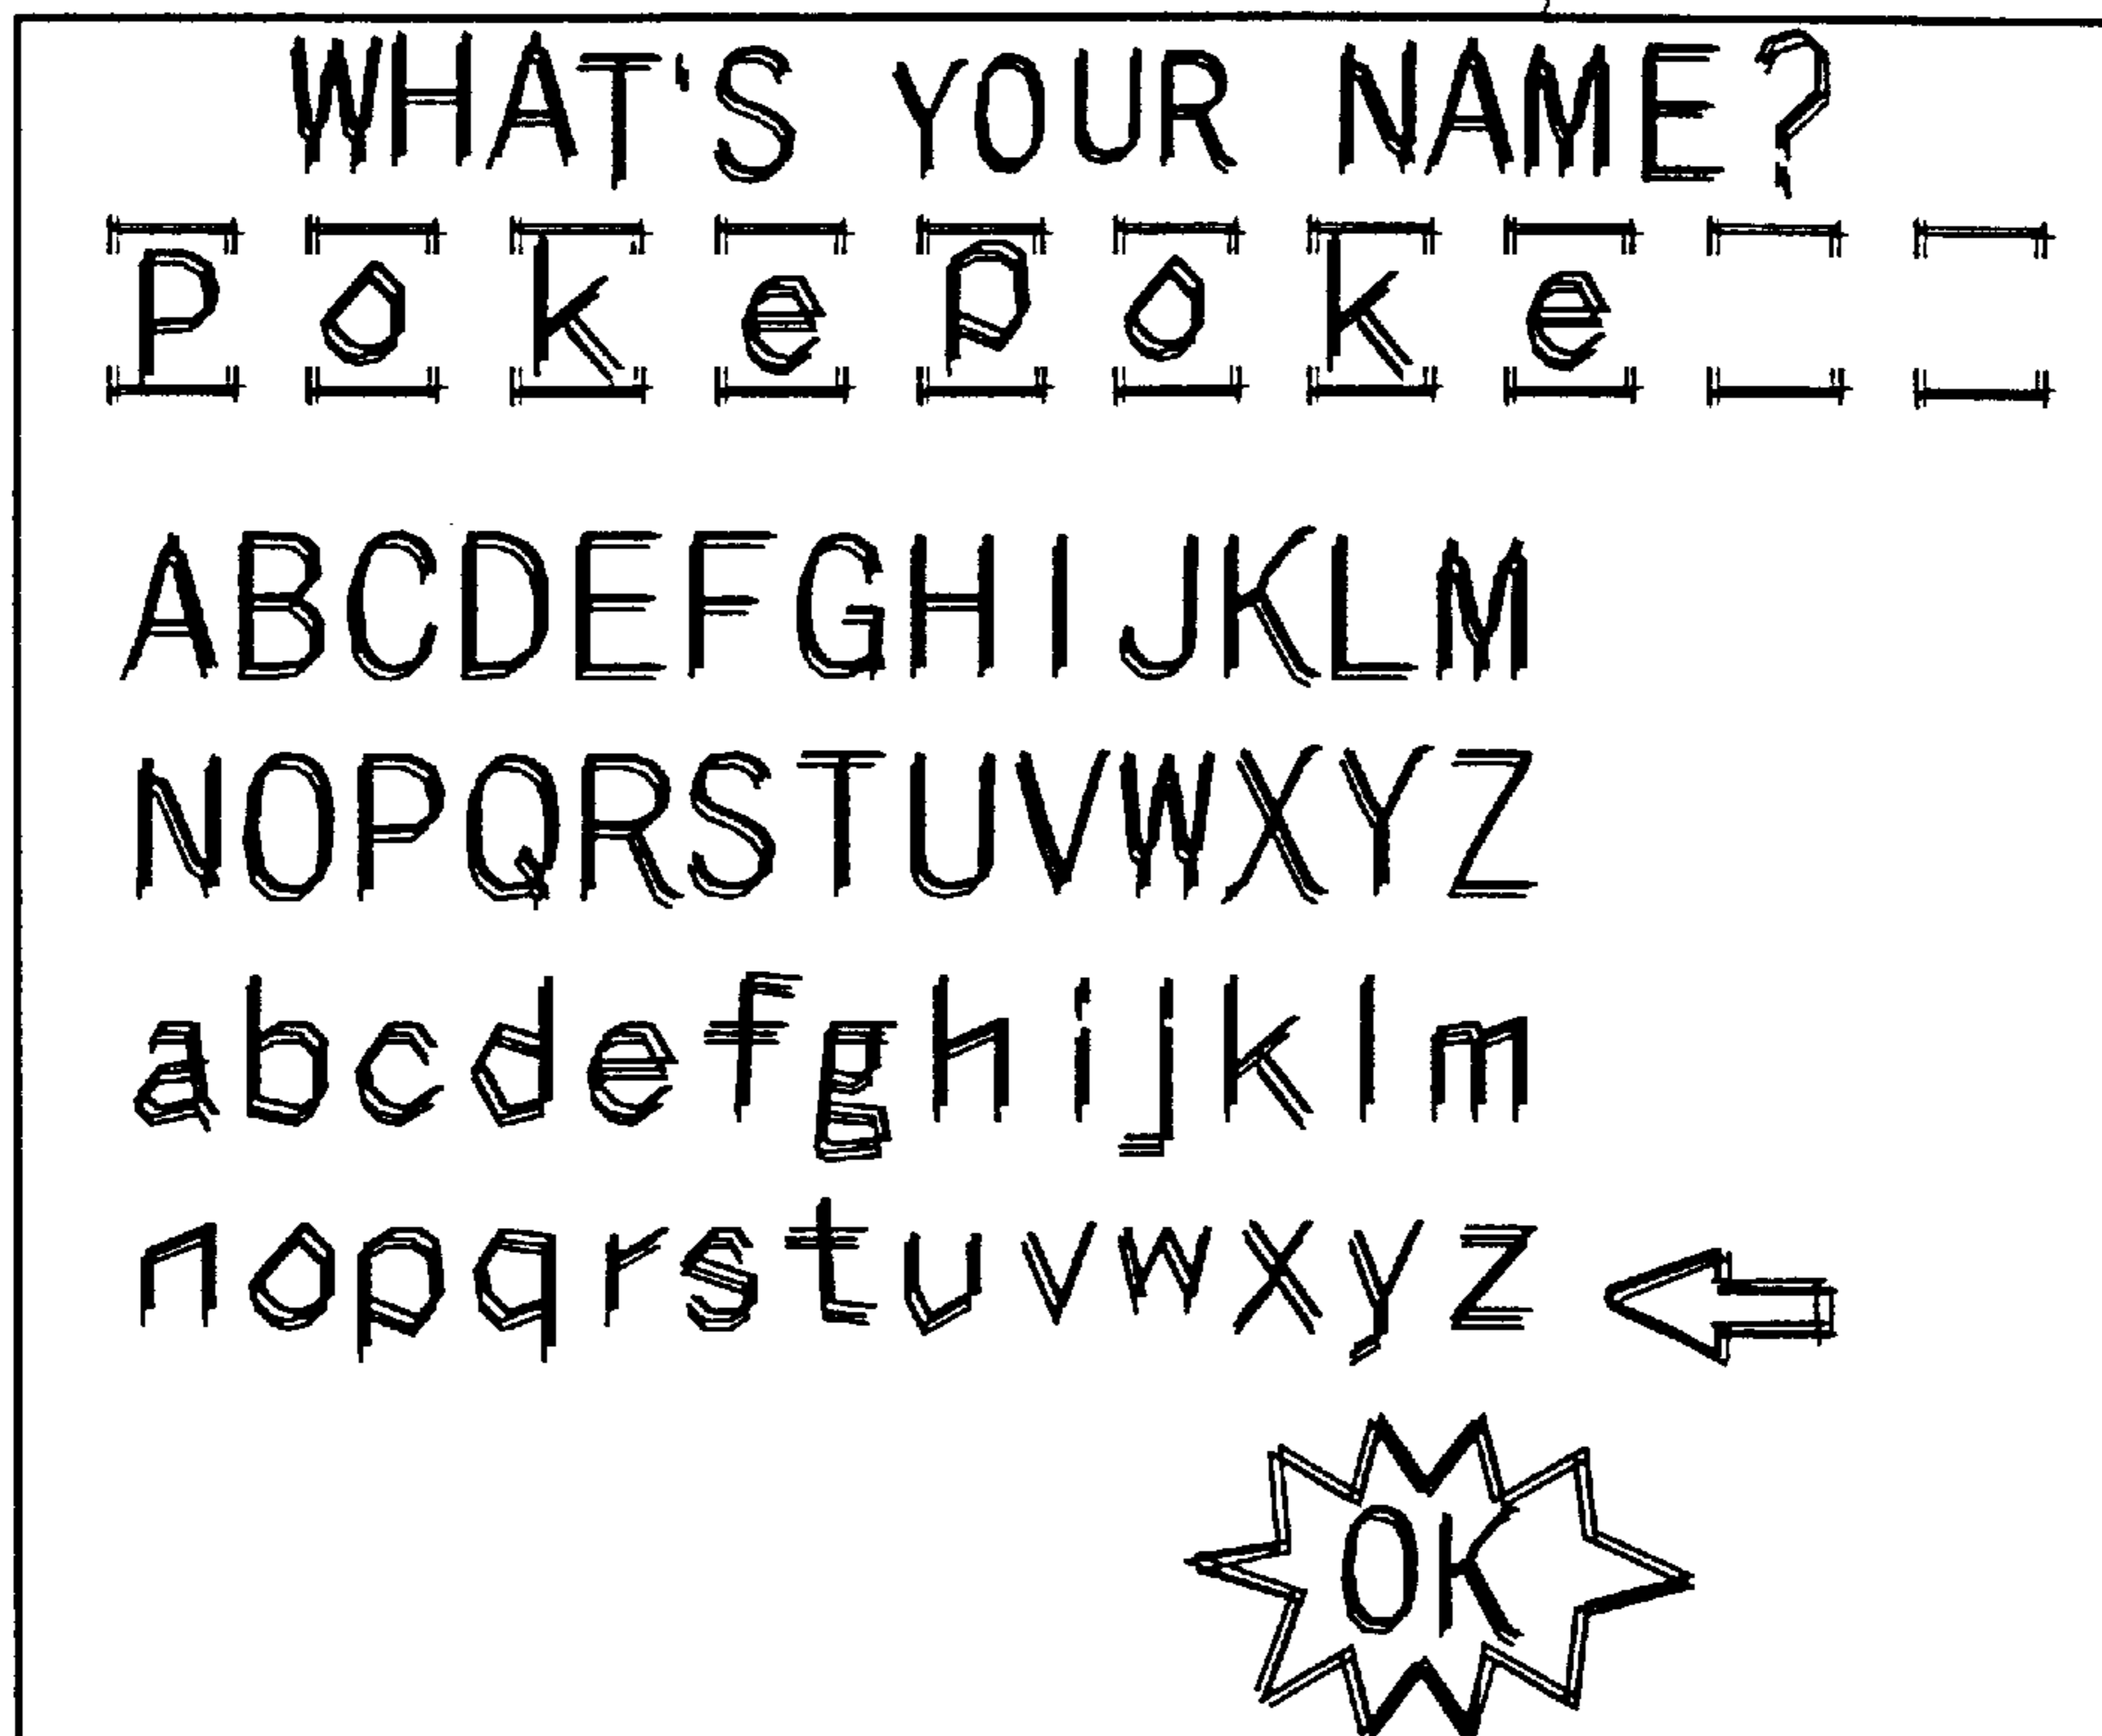 WHAT'S YOUR NAME?
PokePoke
ABCDEFGHIJKLM
NOPQRSTUVWXYZ
abcdefghijklm
nopqrstuvwxyz
OK